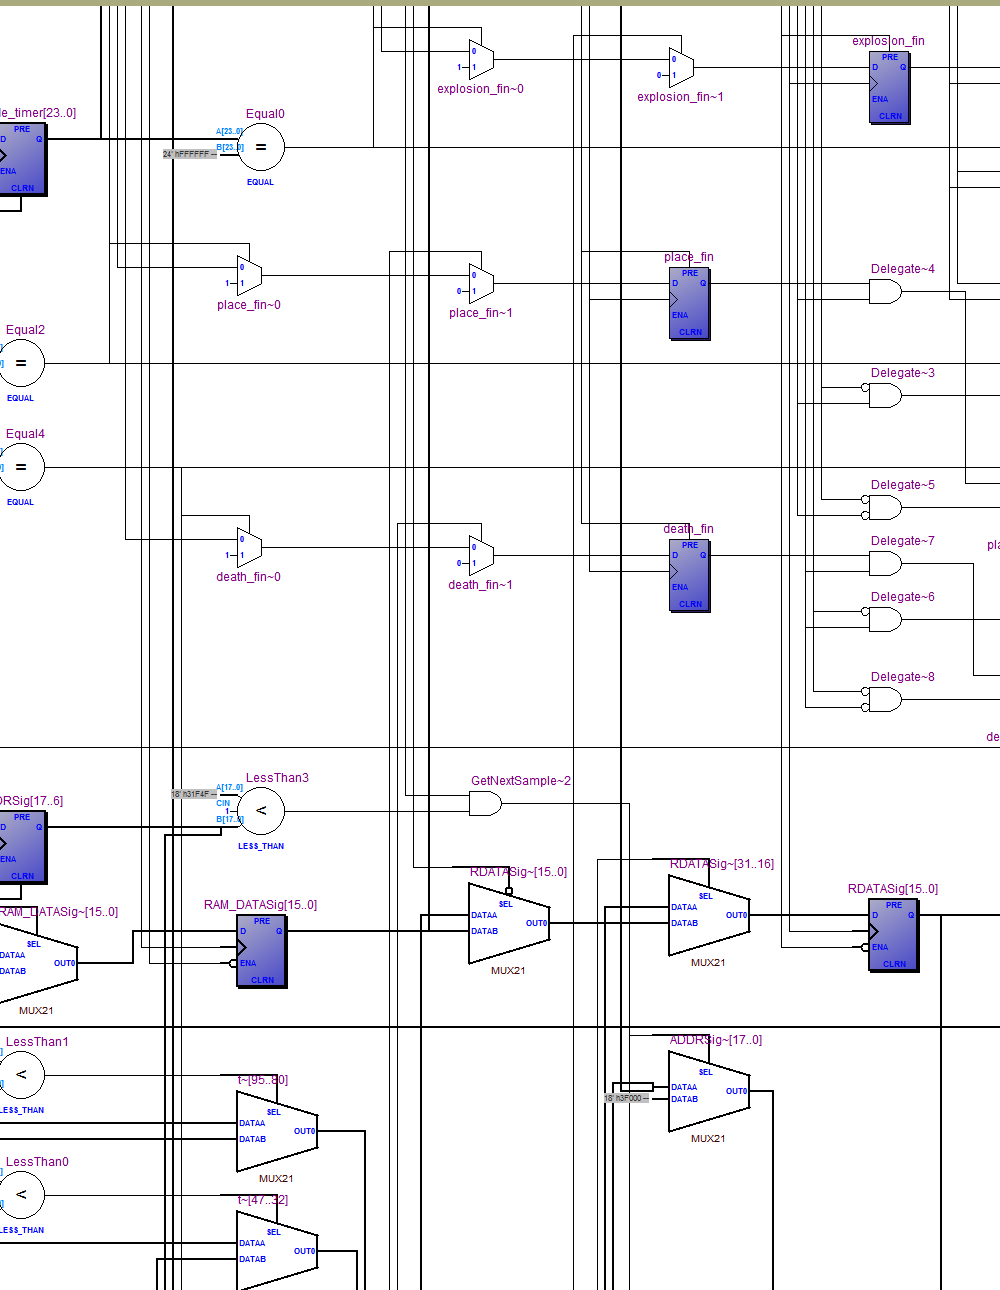 explosion_fin
PRE
D
Q
ENA
CLRN
0
1
1
explosion_fin~0
0
0
1
explosion_fin~1
e_timer[23..0]
PRE
D
Q
ENA
CLRN
Equal0
A[23..0]
B[23..0]
24' hFFFFFF
=
EQUAL
0
1
1
place_fin~0
0
0
1
place_fin~1
place_fin
PRE
D
Q
ENA
CLRN
Delegate~4
Equal2
=
EQUAL
Delegate~3
Equal4
=
EQUAL
Delegate~5
0
1
1
death_fin~0
0
0
1
death_fin~1
death_fin
PRE
D
Q
ENA
CLRN
Delegate~7
pla
Delegate~6
Delegate~8
de
LessThan3
A[17..0]
18' h31F4F
CIN
1
B[17..0]
<
LESS_THAN
GetNextSample~2
DRSig[17..6]
PRE
D
Q
ENA
CLRN
RAM_DATASig~[15..0]
SEL
DATAA
DATAB
OUT0
MUX21
RAM_DATASig[15..0]
PRE
D
Q
ENA
CLRN
RDATASig~[15..0]
SEL
DATAA
DATAB
OUT0
MUX21
RDATASig~[31..16]
SEL
DATAA
DATAB
OUT0
MUX21
RDATASig[15..0]
PRE
D
Q
ENA
CLRN
LessThan1
<
LESS_THAN
t~[95..80]
SEL
DATAA
DATAB
OUT0
MUX21
ADDRSig~[17..0]
SEL
DATAA
18' h3F000
DATAB
OUT0
MUX21
LessThan0
<
LESS_THAN
t~[47..32]
SEL
DATAA
DATAB
OUT0